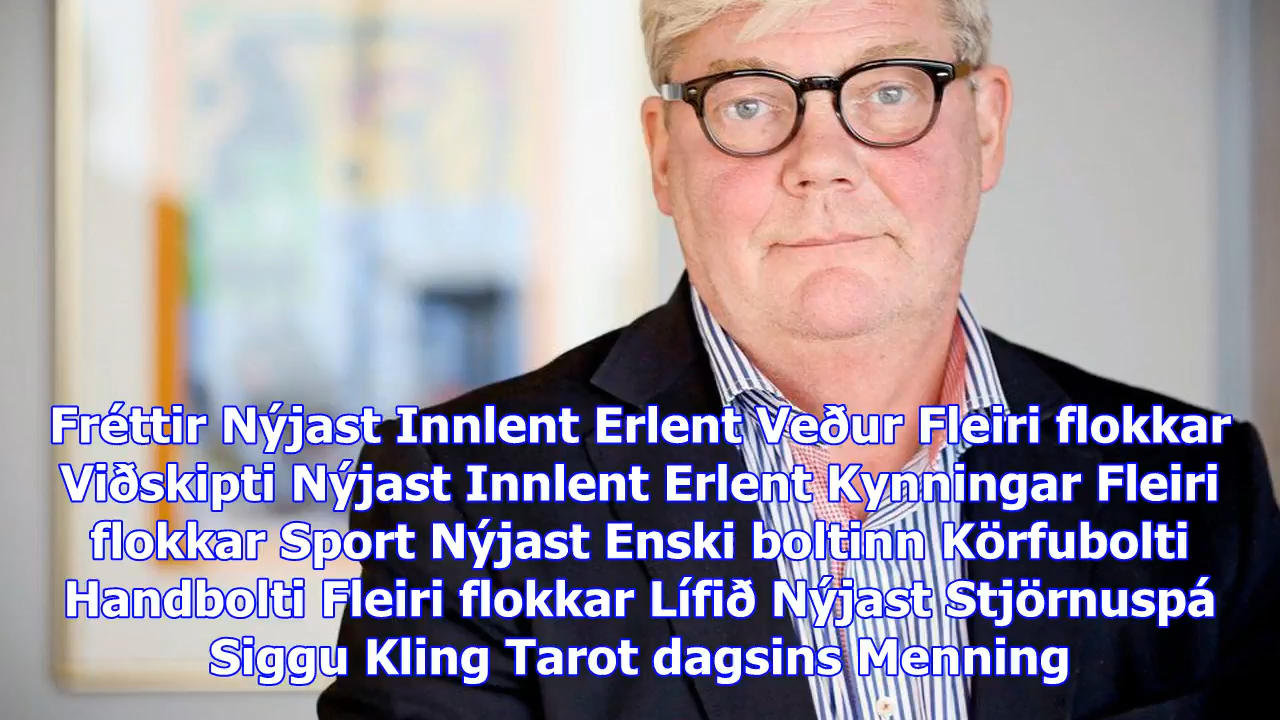 Fréttir Nýjast Innlent Erlent Veður Fleiri flokkar
Viðskipti Nýjast Innlent Erlent Kynningar Fleiri
flokkar Sport Nýjast Enski boltinn Körfubolti
Handbolti Fleiri flokkar Lífið Nýjast Stjörnuspá
Siggu Kling Tarot dagsins Menning